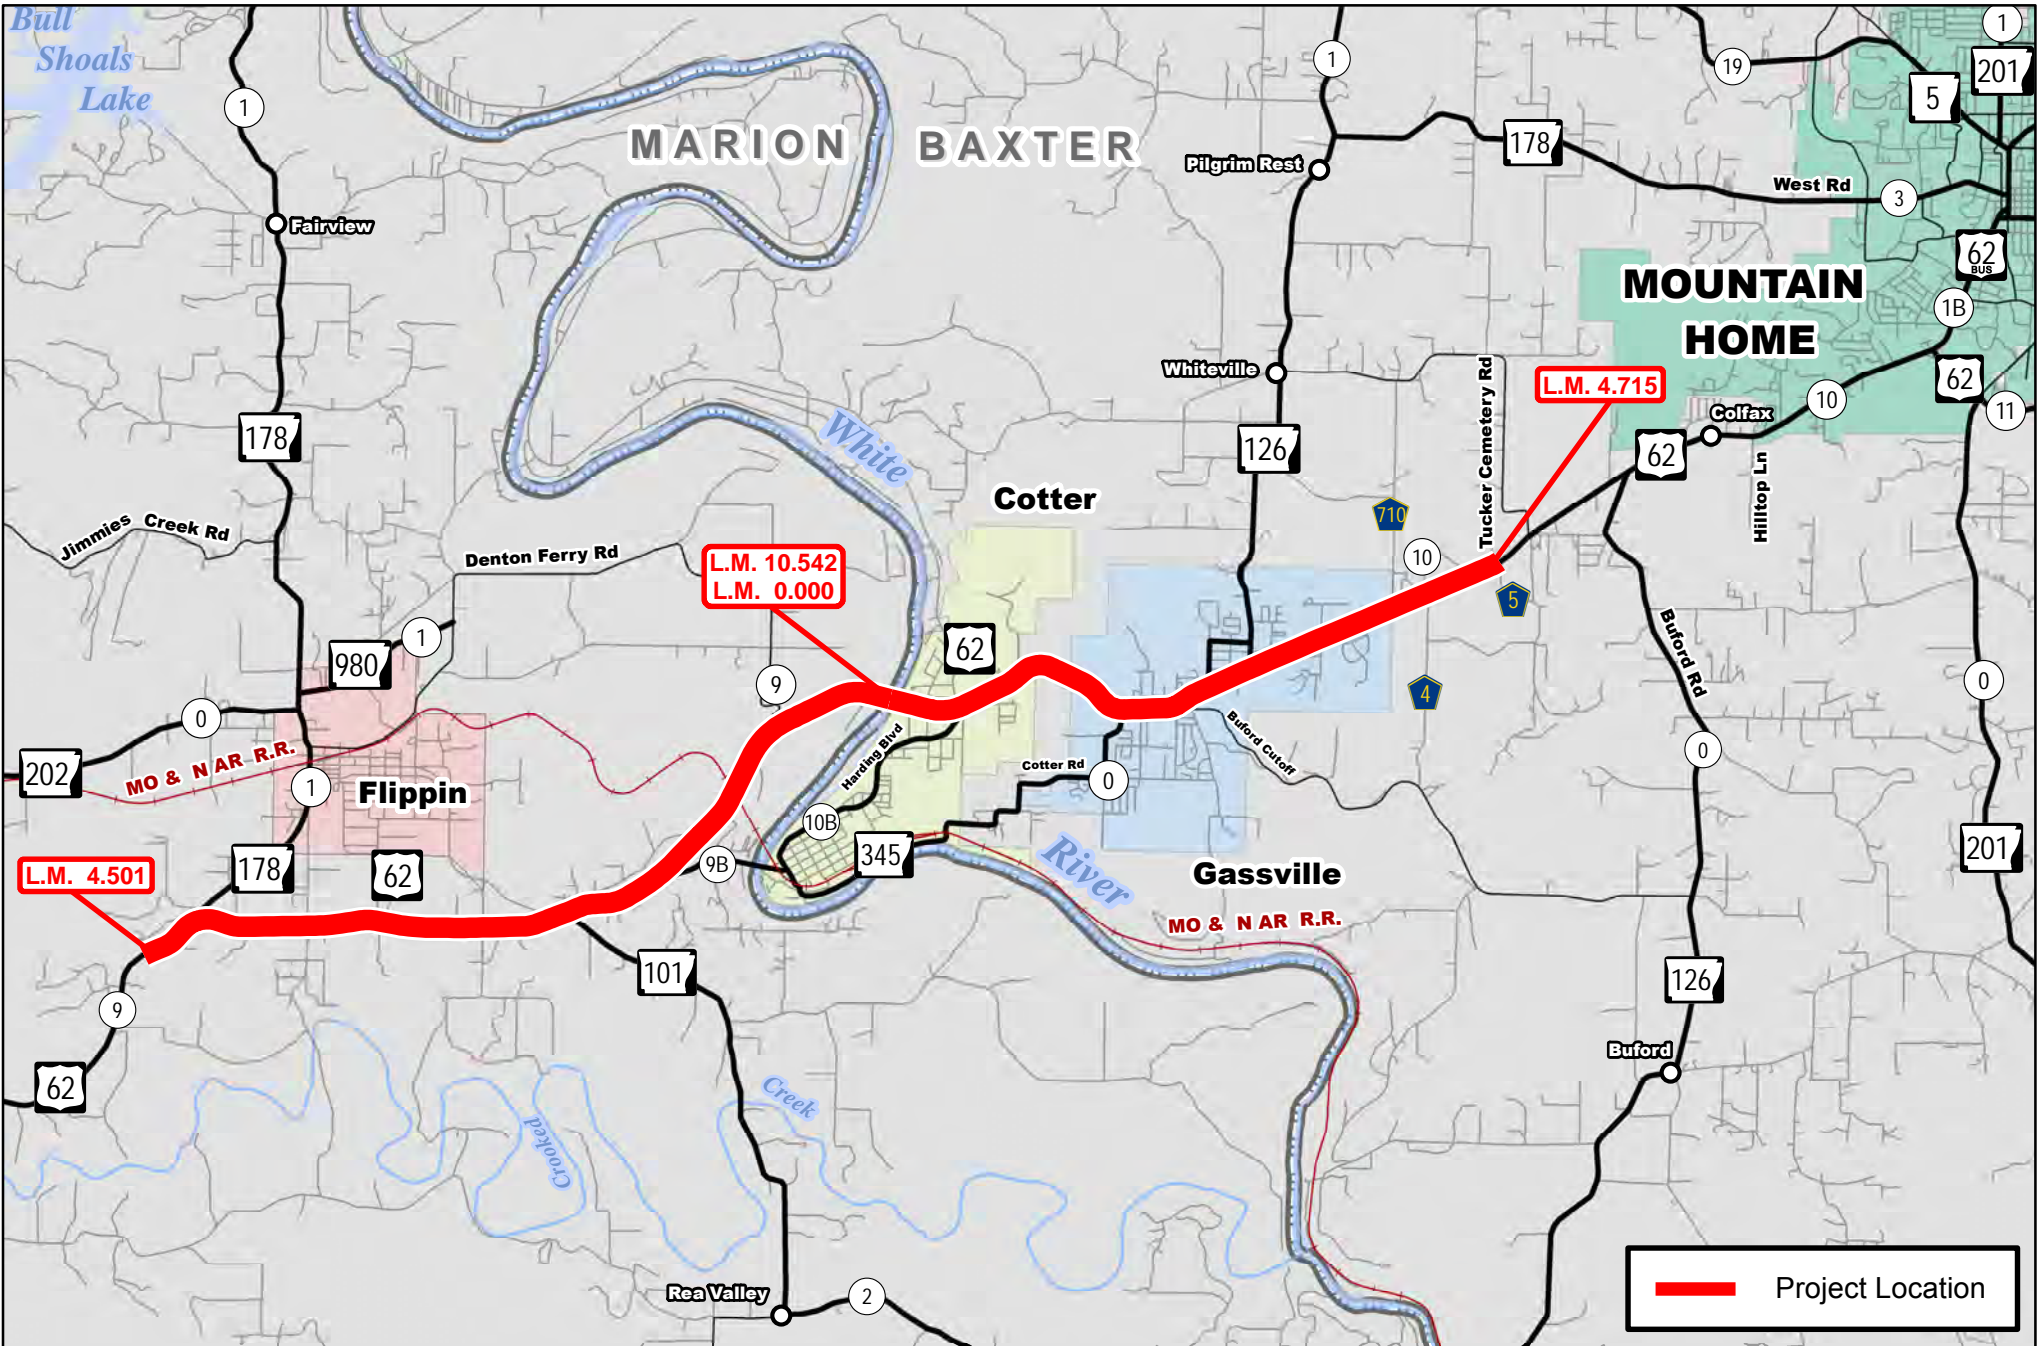 Bull
Shoals
Lake
1
1
1
19
201
5
MARION
BAXTER
178
Pilgrim Rest
West Rd
3
Fairview
62
BUS
MOUNTAIN
HOME
1B
Whiteville
Tucker Cemetery Rd
L.M. 4.715
62
11
10
Colfax
178
White
126
62
Hilltop Ln
Cotter
710
Jimmies Creek Rd
Denton Ferry Rd
L.M. 10.542
L.M. 0.000
10
5
1
980
62
Buford Rd
9
4
0
0
202
MO & N AR R.R.
1
Flippin
Harding Blvd
Buford Cutoff
Cotter Rd
0
0
10B
345
9B
River
Gassville
201
L.M. 4.501
178
62
MO & N AR R.R.
101
126
9
62
Buford
Crooked
Creek
Rea Valley
2
Project Location